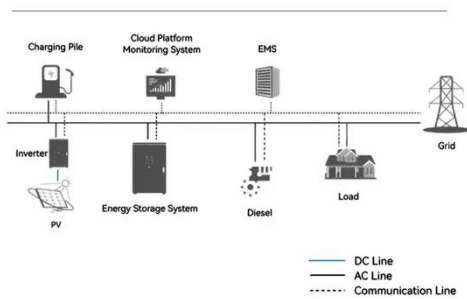 Charging Pile
Cloud Platform
Monitoring System
EMS
Inverter
PV
Energy Storage System
Diesel
Load
Grid
DC Line
AC Line
Communication Line